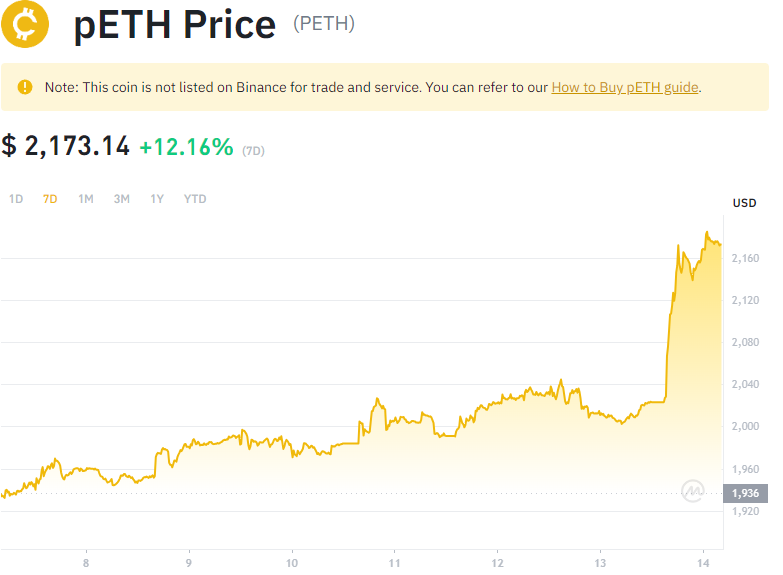 pETH Price (PETH)
Note: This coin is not listed on Binance for trade and service. You can refer to our How to Buy pETH guide.
$ 2,173.14 +12.16% (7D)
1D 7D 1M 3M 1Y YTD
USD
2,160
2,120
2,080
2,040
2,000
1,960
1,936
1,920
8 9 10 11 12 13 14